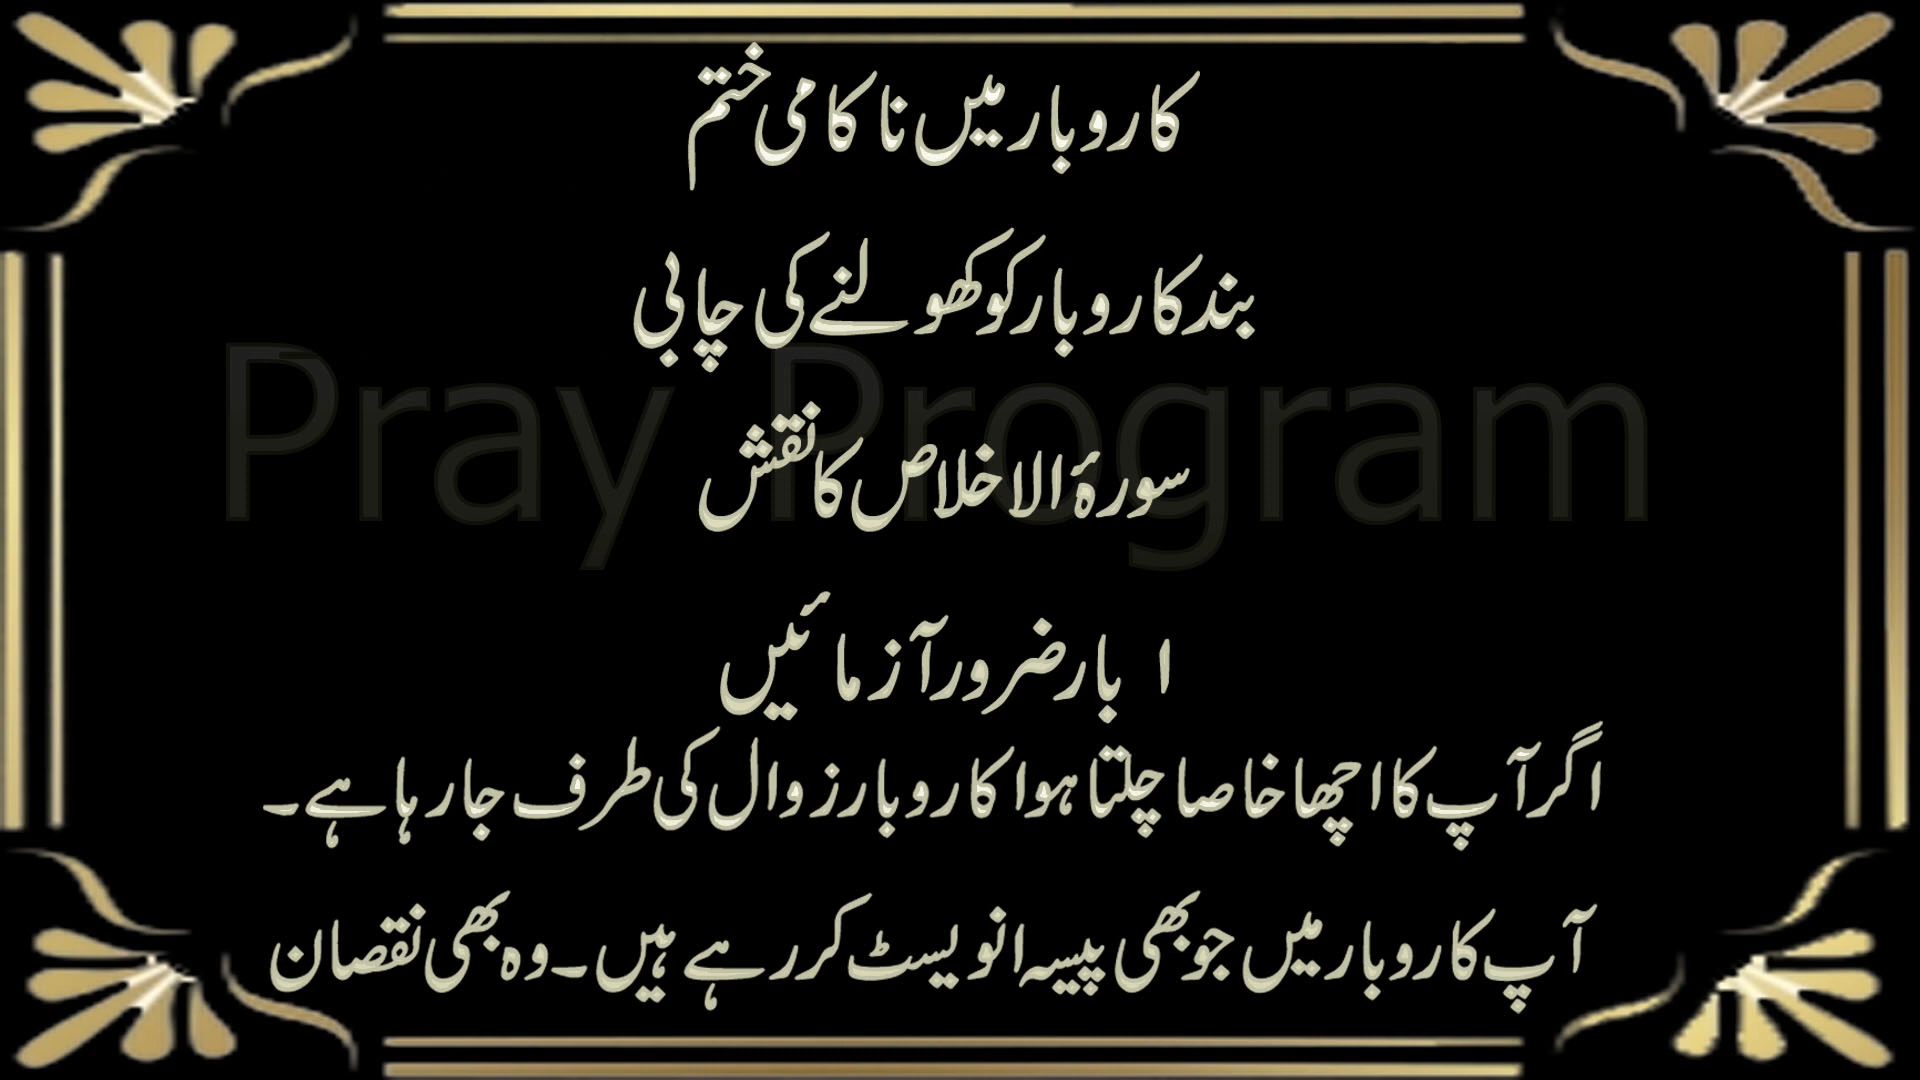 کاروبار میں ناکامی ختم
بند کاروبار کو کھولنے کی چابی
سورۂ الاخلاص کا نقش
۱ بار ضرور آزمائیں
اگر آپ کا اچھا خاصا چلتا ہوا کاروبار زوال کی طرف جا رہا ہے۔
آپ کاروبار میں جو بھی پیسہ انویسٹ کر رہے ہیں۔ وہ بھی نقصان
Pray Program